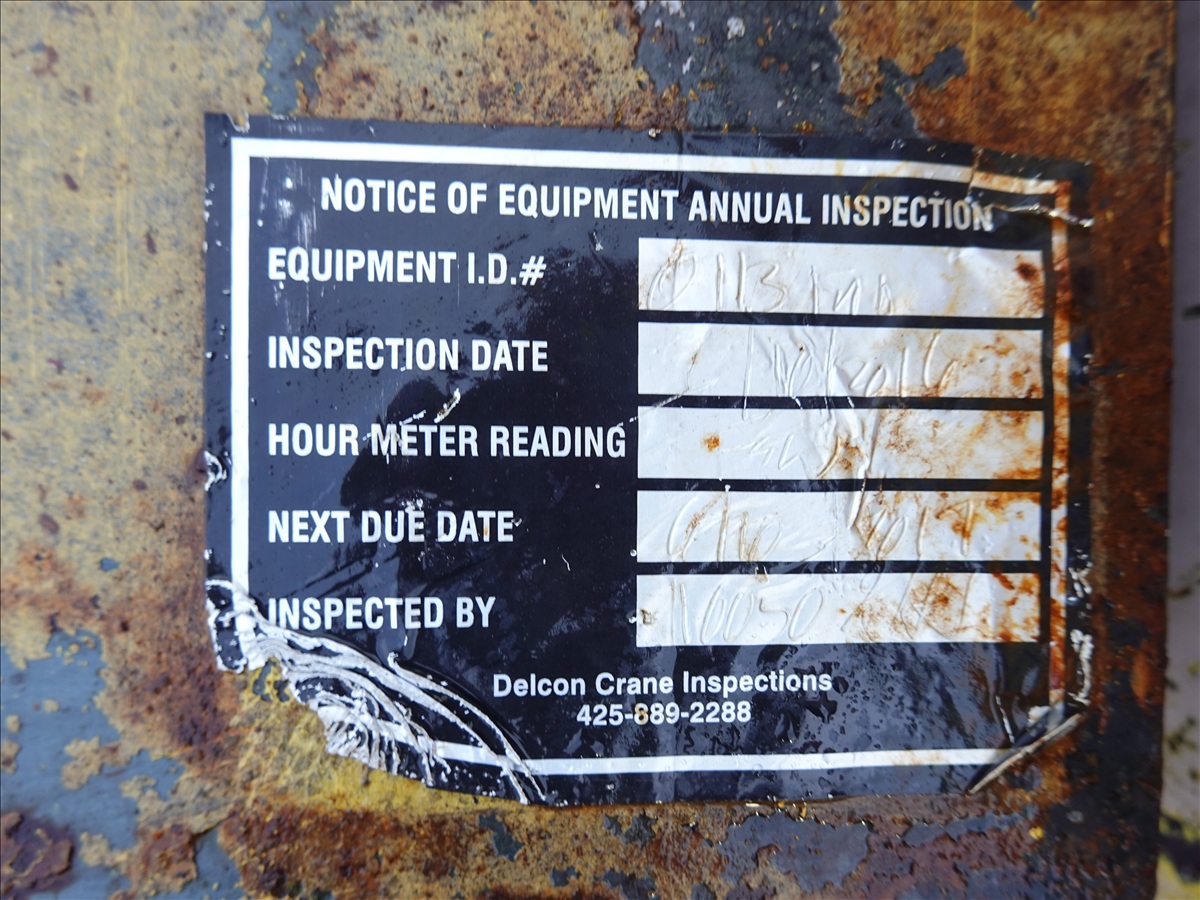 NOTICE OF EQUIPMENT ANNUAL INSPECTION
EQUIPMENT I.D.#
INSPECTION DATE
HOUR METER READING
NEXT DUE DATE
INSPECTED BY
Delcon Crane Inspections
425-889-2288